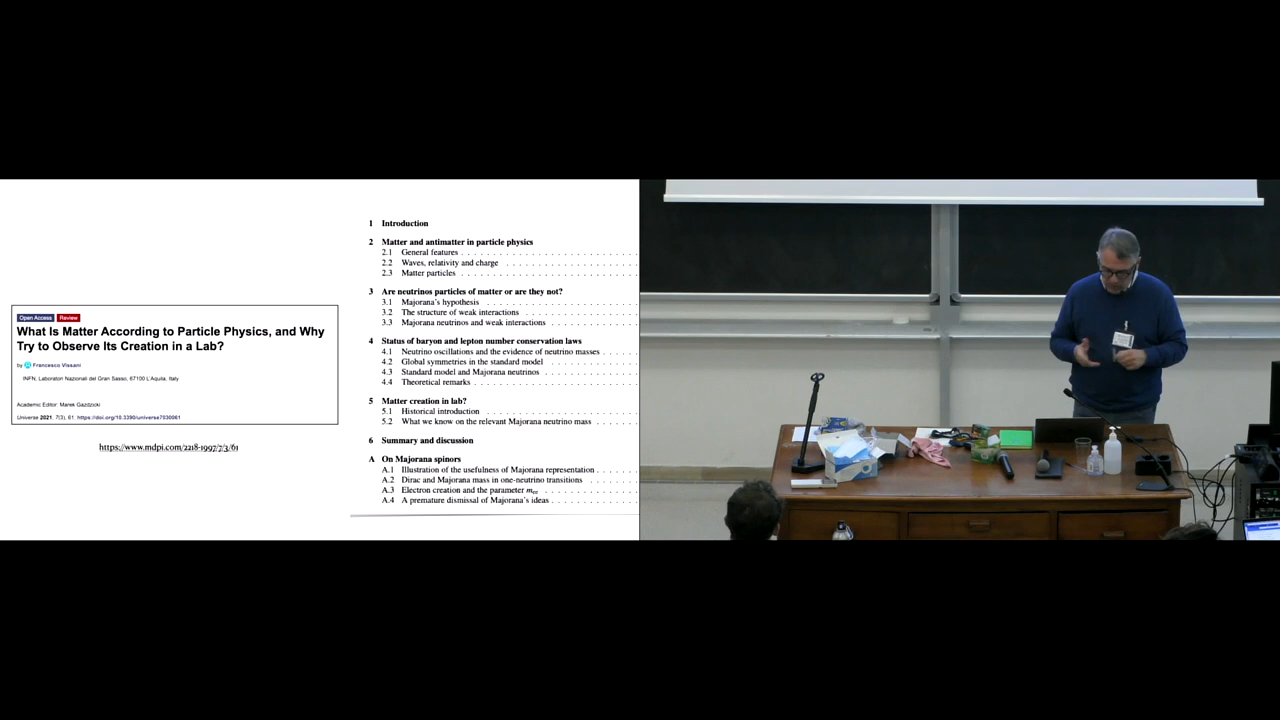 Open Access Review
What Is Matter According to Particle Physics, and Why
Try to Observe Its Creation in a Lab?
by Francesco Vissani
INFN, Laboratori Nazionali del Gran Sasso, 67100 L'Aquila, Italy
Academic Editor: Marek Gazdzicki
Universe 2021, 7(3), 61; https://doi.org/10.3390/universe7030061
https://www.mdpi.com/2218-1997/7/3/61
1 Introduction
2 Matter and antimatter in particle physics
2.1 General features . . . . . . . . . . . . . . . . . . . . . . .
2.2 Waves, relativity and charge . . . . . . . . . . . . . . . . .
2.3 Matter particles . . . . . . . . . . . . . . . . . . . . . . .
3 Are neutrinos particles of matter or are they not?
3.1 Majorana's hypothesis . . . . . . . . . . . . . . . . . . . .
3.2 The structure of weak interactions . . . . . . . . . . . . . .
3.3 Majorana neutrinos and weak interactions . . . . . . . . . .
4 Status of baryon and lepton number conservation laws
4.1 Neutrino oscillations and the evidence of neutrino masses . . . .
4.2 Global symmetries in the standard model . . . . . . . . . .
4.3 Standard model and Majorana neutrinos . . . . . . . . . . .
4.4 Theoretical remarks . . . . . . . . . . . . . . . . . . . . .
5 Matter creation in lab?
5.1 Historical introduction . . . . . . . . . . . . . . . . . . . .
5.2 What we know on the relevant Majorana neutrino mass . . . . .
6 Summary and discussion
A On Majorana spinors
A.1 Illustration of the usefulness of Majorana representation . . . . .
A.2 Dirac and Majorana mass in one-neutrino transitions . . . . . .
A.3 Electron creation and the parameter mee . . . . . . . . . . .
A.4 A premature dismissal of Majorana's ideas . . . . . . . . . .